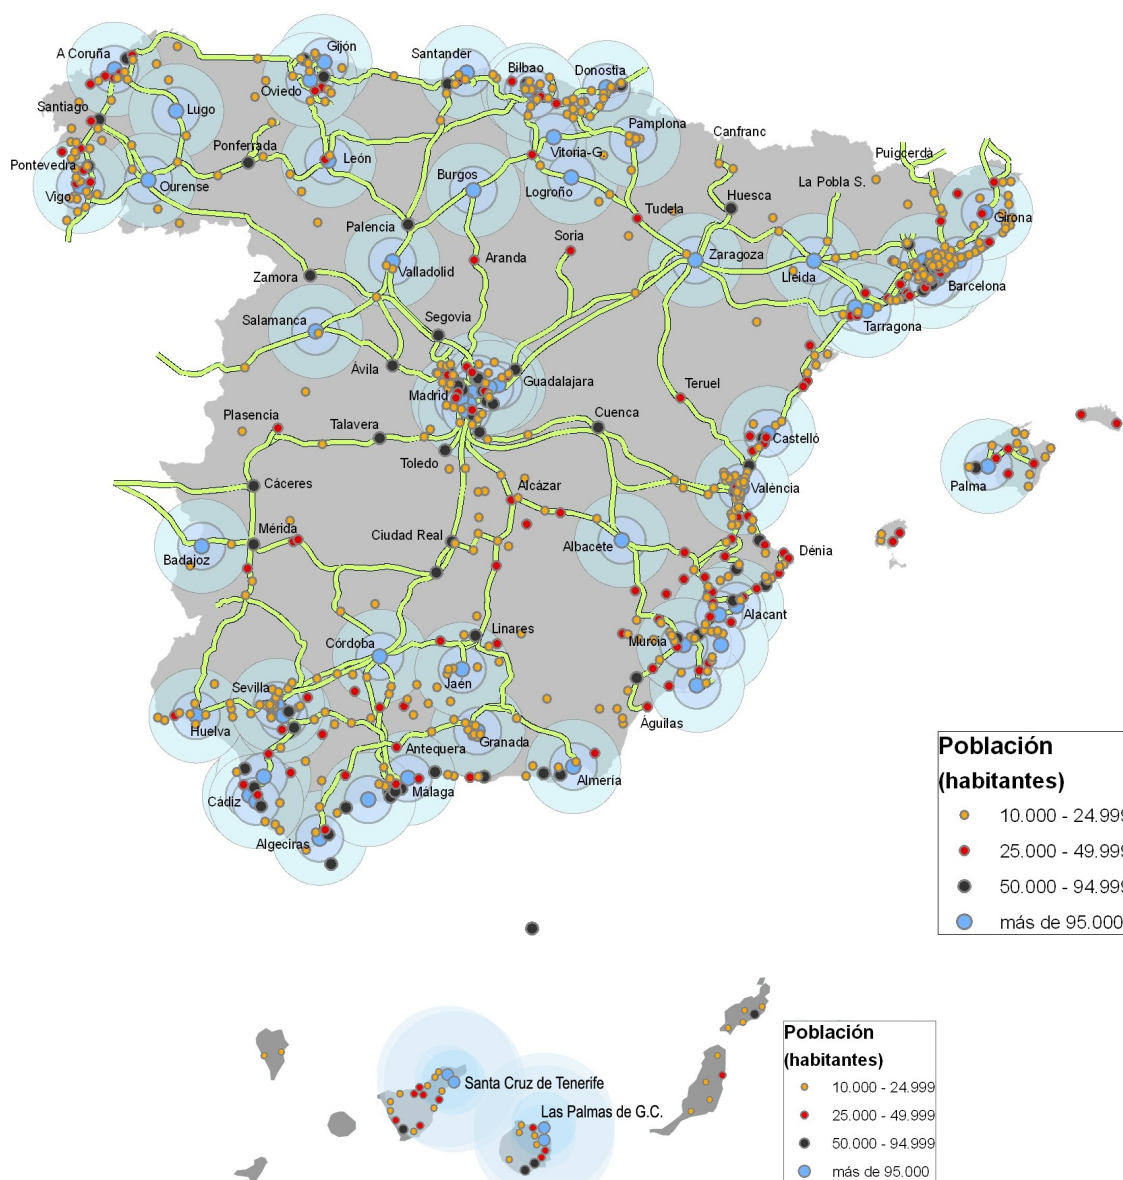 Gijón
A Coruña
Santander
Bilbao
Donostia
Oviedo
Santiago
Lugo
Pamplona
Canfranc
Ponferrada
León
Vitoria-G.
Puigcerdà
Pontevedra
Ourense
Burgos
La Pobla S.
Vigo
Logroño
Huesca
Tudela
Girona
Palencia
Soria
Zaragoza
Valladolid
Aranda
Lleida
Zamora
Barcelona
Salamanca
Segovia
Tarragona
Ávila
Guadalajara
Madrid
Teruel
Plasencia
Talavera
Cuenca
Castelló
Toledo
Palma
Cáceres
Alcázar
València
Mérida
Ciudad Real
Badajoz
Albacete
Dénia
Alacant
Linares
Córdoba
Murcia
Jaén
Sevilla
Águilas
Huelva
Granada
Antequera
Almería
Málaga
Cádiz
Algeciras
Población
(habitantes)
10.000 - 24.999
25.000 - 49.999
50.000 - 94.999
más de 95.000
Santa Cruz de Tenerife
Las Palmas de G.C.
Población
(habitantes)
10.000 - 24.999
25.000 - 49.999
50.000 - 94.999
más de 95.000